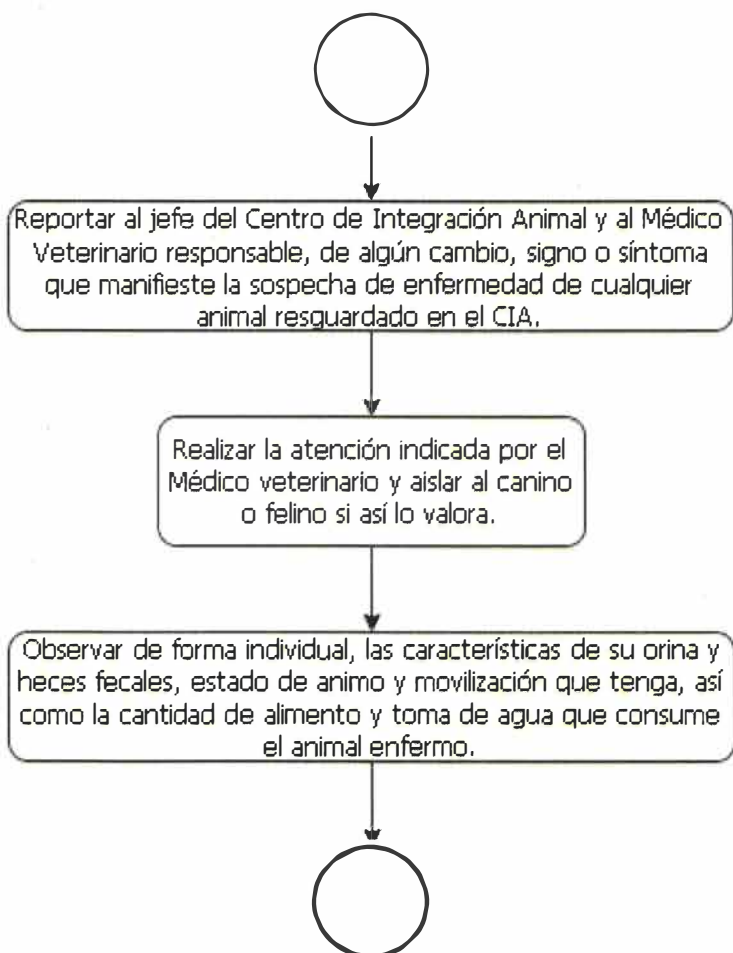 Reportar al jefe del Centro de Integración Animal y al Médico
Veterinario responsable, de algún cambio, signo o síntoma
que manifieste la sospecha de enfermedad de cualquier
animal resguardado en el CIA.
Realizar la atención indicada por el
Médico veterinario y aislar al canino
o felino si así lo valora.
Observar de forma individual, las características de su orina y
heces fecales, estado de animo y movilización que tenga, así
como la cantidad de alimento y toma de agua que consume
el animal enfermo.